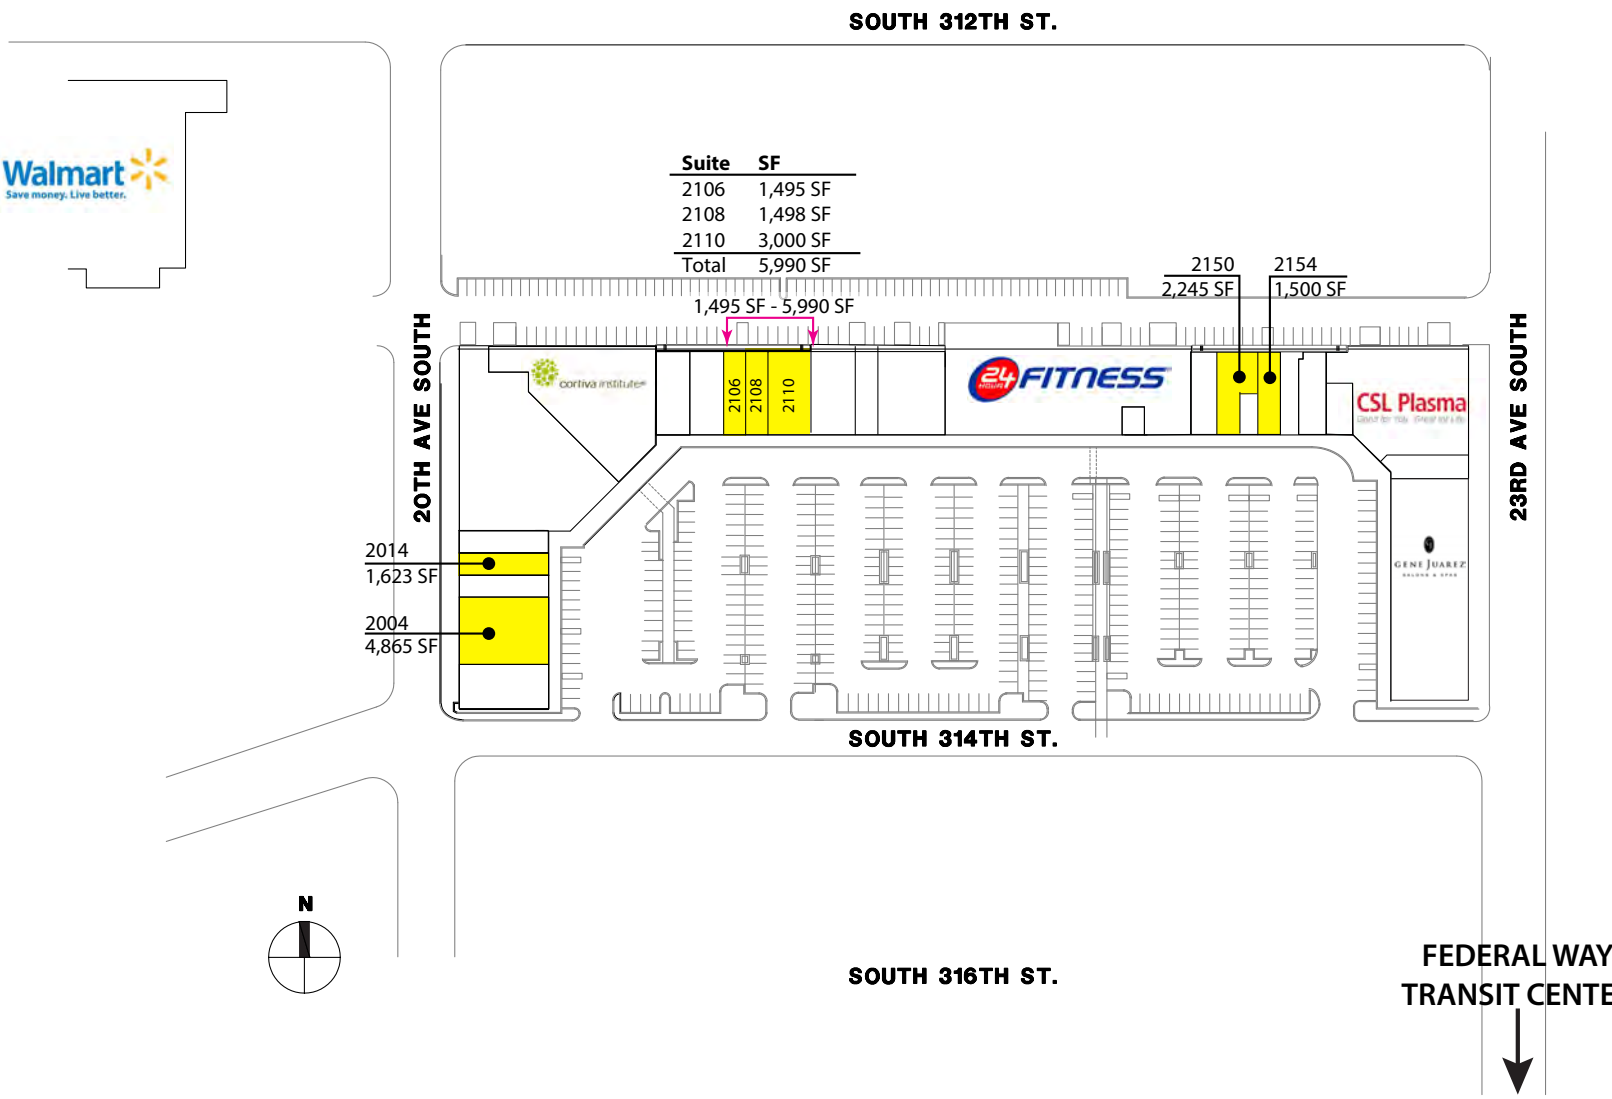 SOUTH 312TH ST.
Walmart
Save money. Live better.
Suite SF
2106 1,495 SF
2108 1,498 SF
2110 3,000 SF
Total 5,990 SF
1,495 SF - 5,990 SF
2150
2,245 SF
2154
1,500 SF
20TH AVE SOUTH
cortiva institute
2106
2108
2110
24
HOUR
FITNESS
CSL Plasma
23RD AVE SOUTH
2014
1,623 SF
2004
4,865 SF
GENE JUAREZ
SALONS & SPAS
SOUTH 314TH ST.
N
SOUTH 316TH ST.
FEDERAL WAY
TRANSIT CENTE